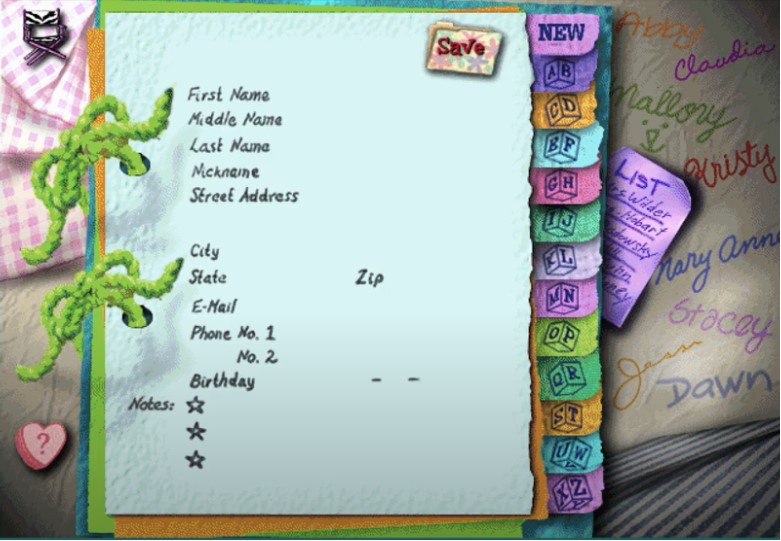 Save
First Name
Middle Name
Last Name
Nickname
Street Address
City
State Zip
E-Mail
Phone No. 1
No. 2
Birthday - -
Notes:
NEW
AB
CD
EF
GH
IJ
KL
MN
OP
QR
ST
UW
XZ
?
Abby
Claudia
Mallory
Kristy
LIST
Wilder
Hobart
Mary Anne
Stacey
Jessi
Dawn